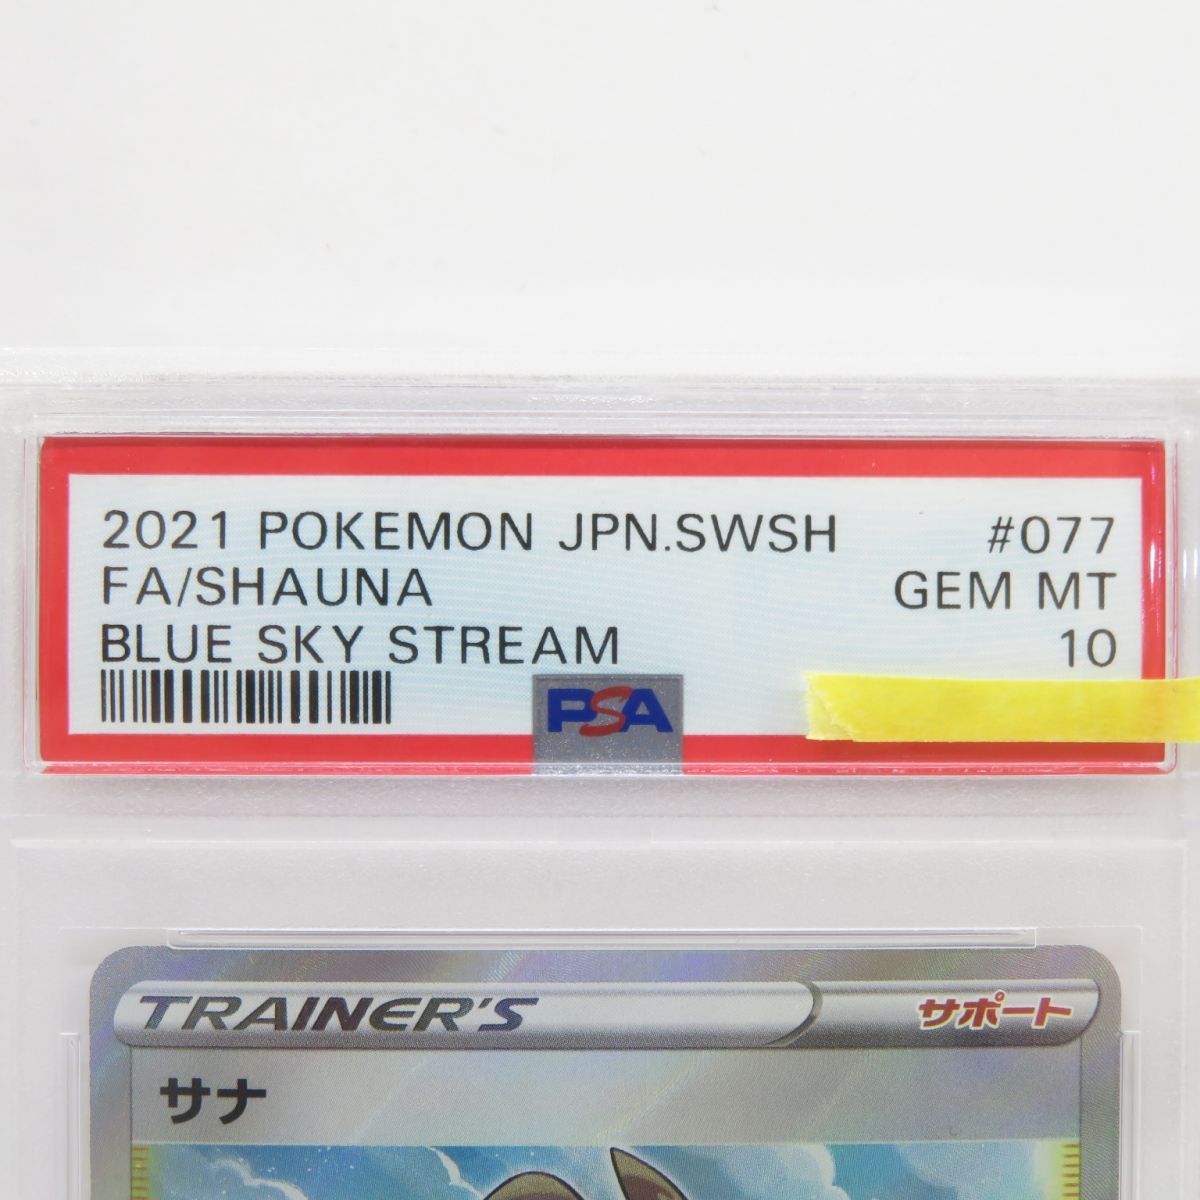 2021 POKEMON JPN.SWSH #077
FA/SHAUNA GEM MT
BLUE SKY STREAM 10
PSA
TRAINER'S サポート
サナ